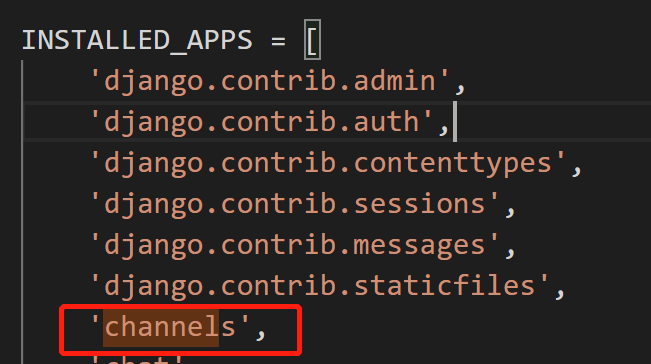 INSTALLED_APPS = [
'django.contrib.admin',
'django.contrib.auth',
'django.contrib.contenttypes',
'django.contrib.sessions',
'django.contrib.messages',
'django.contrib.staticfiles',
'channels',
'chat'